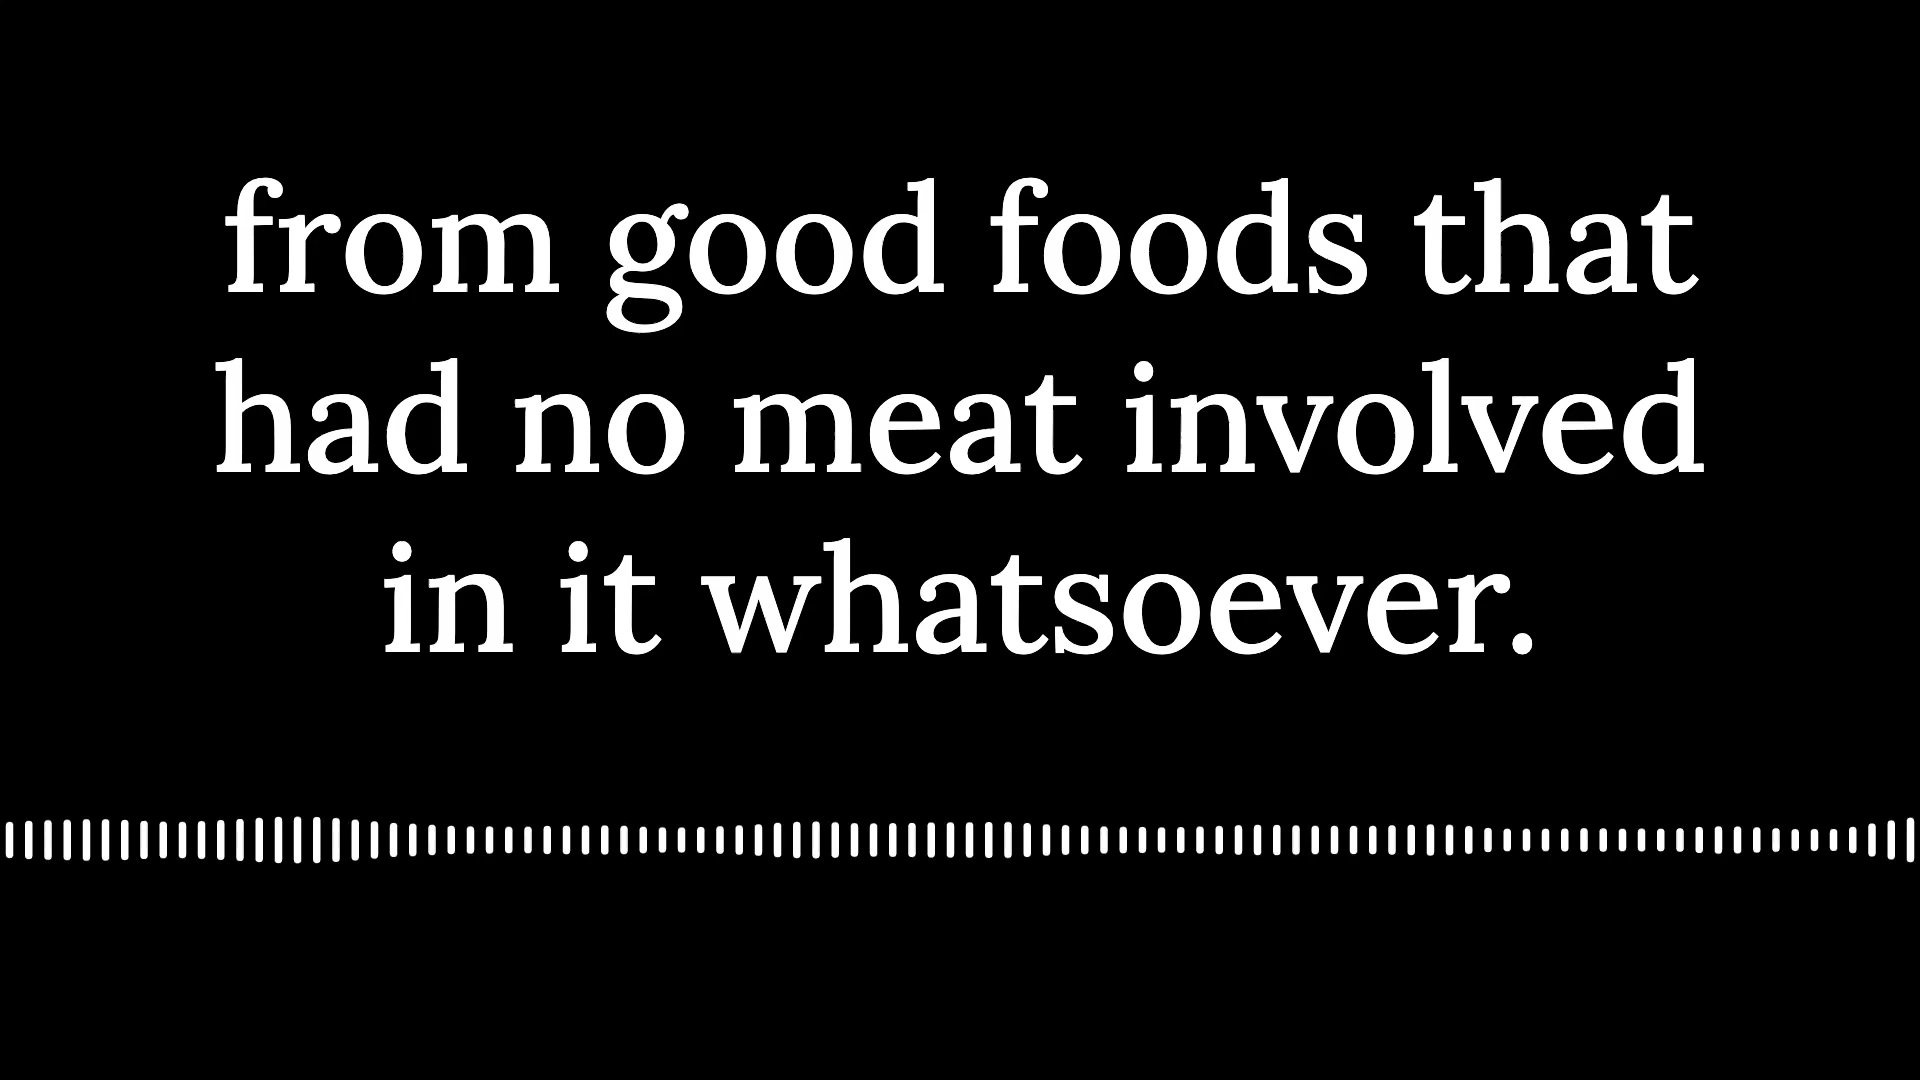 from good foods that
had no meat involved
in it whatsoever.